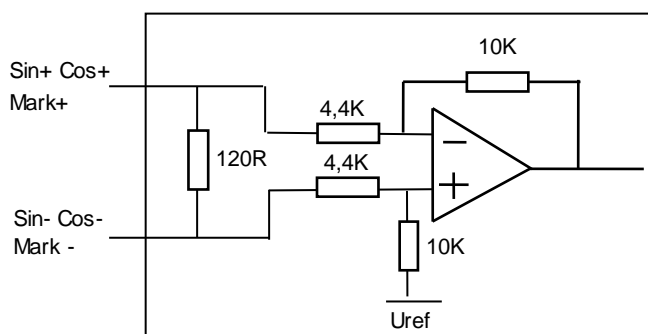 10K
Sin+ Cos+
Mark+
4,4K
120R
4,4K
Sin- Cos-
Mark -
10K
Uref